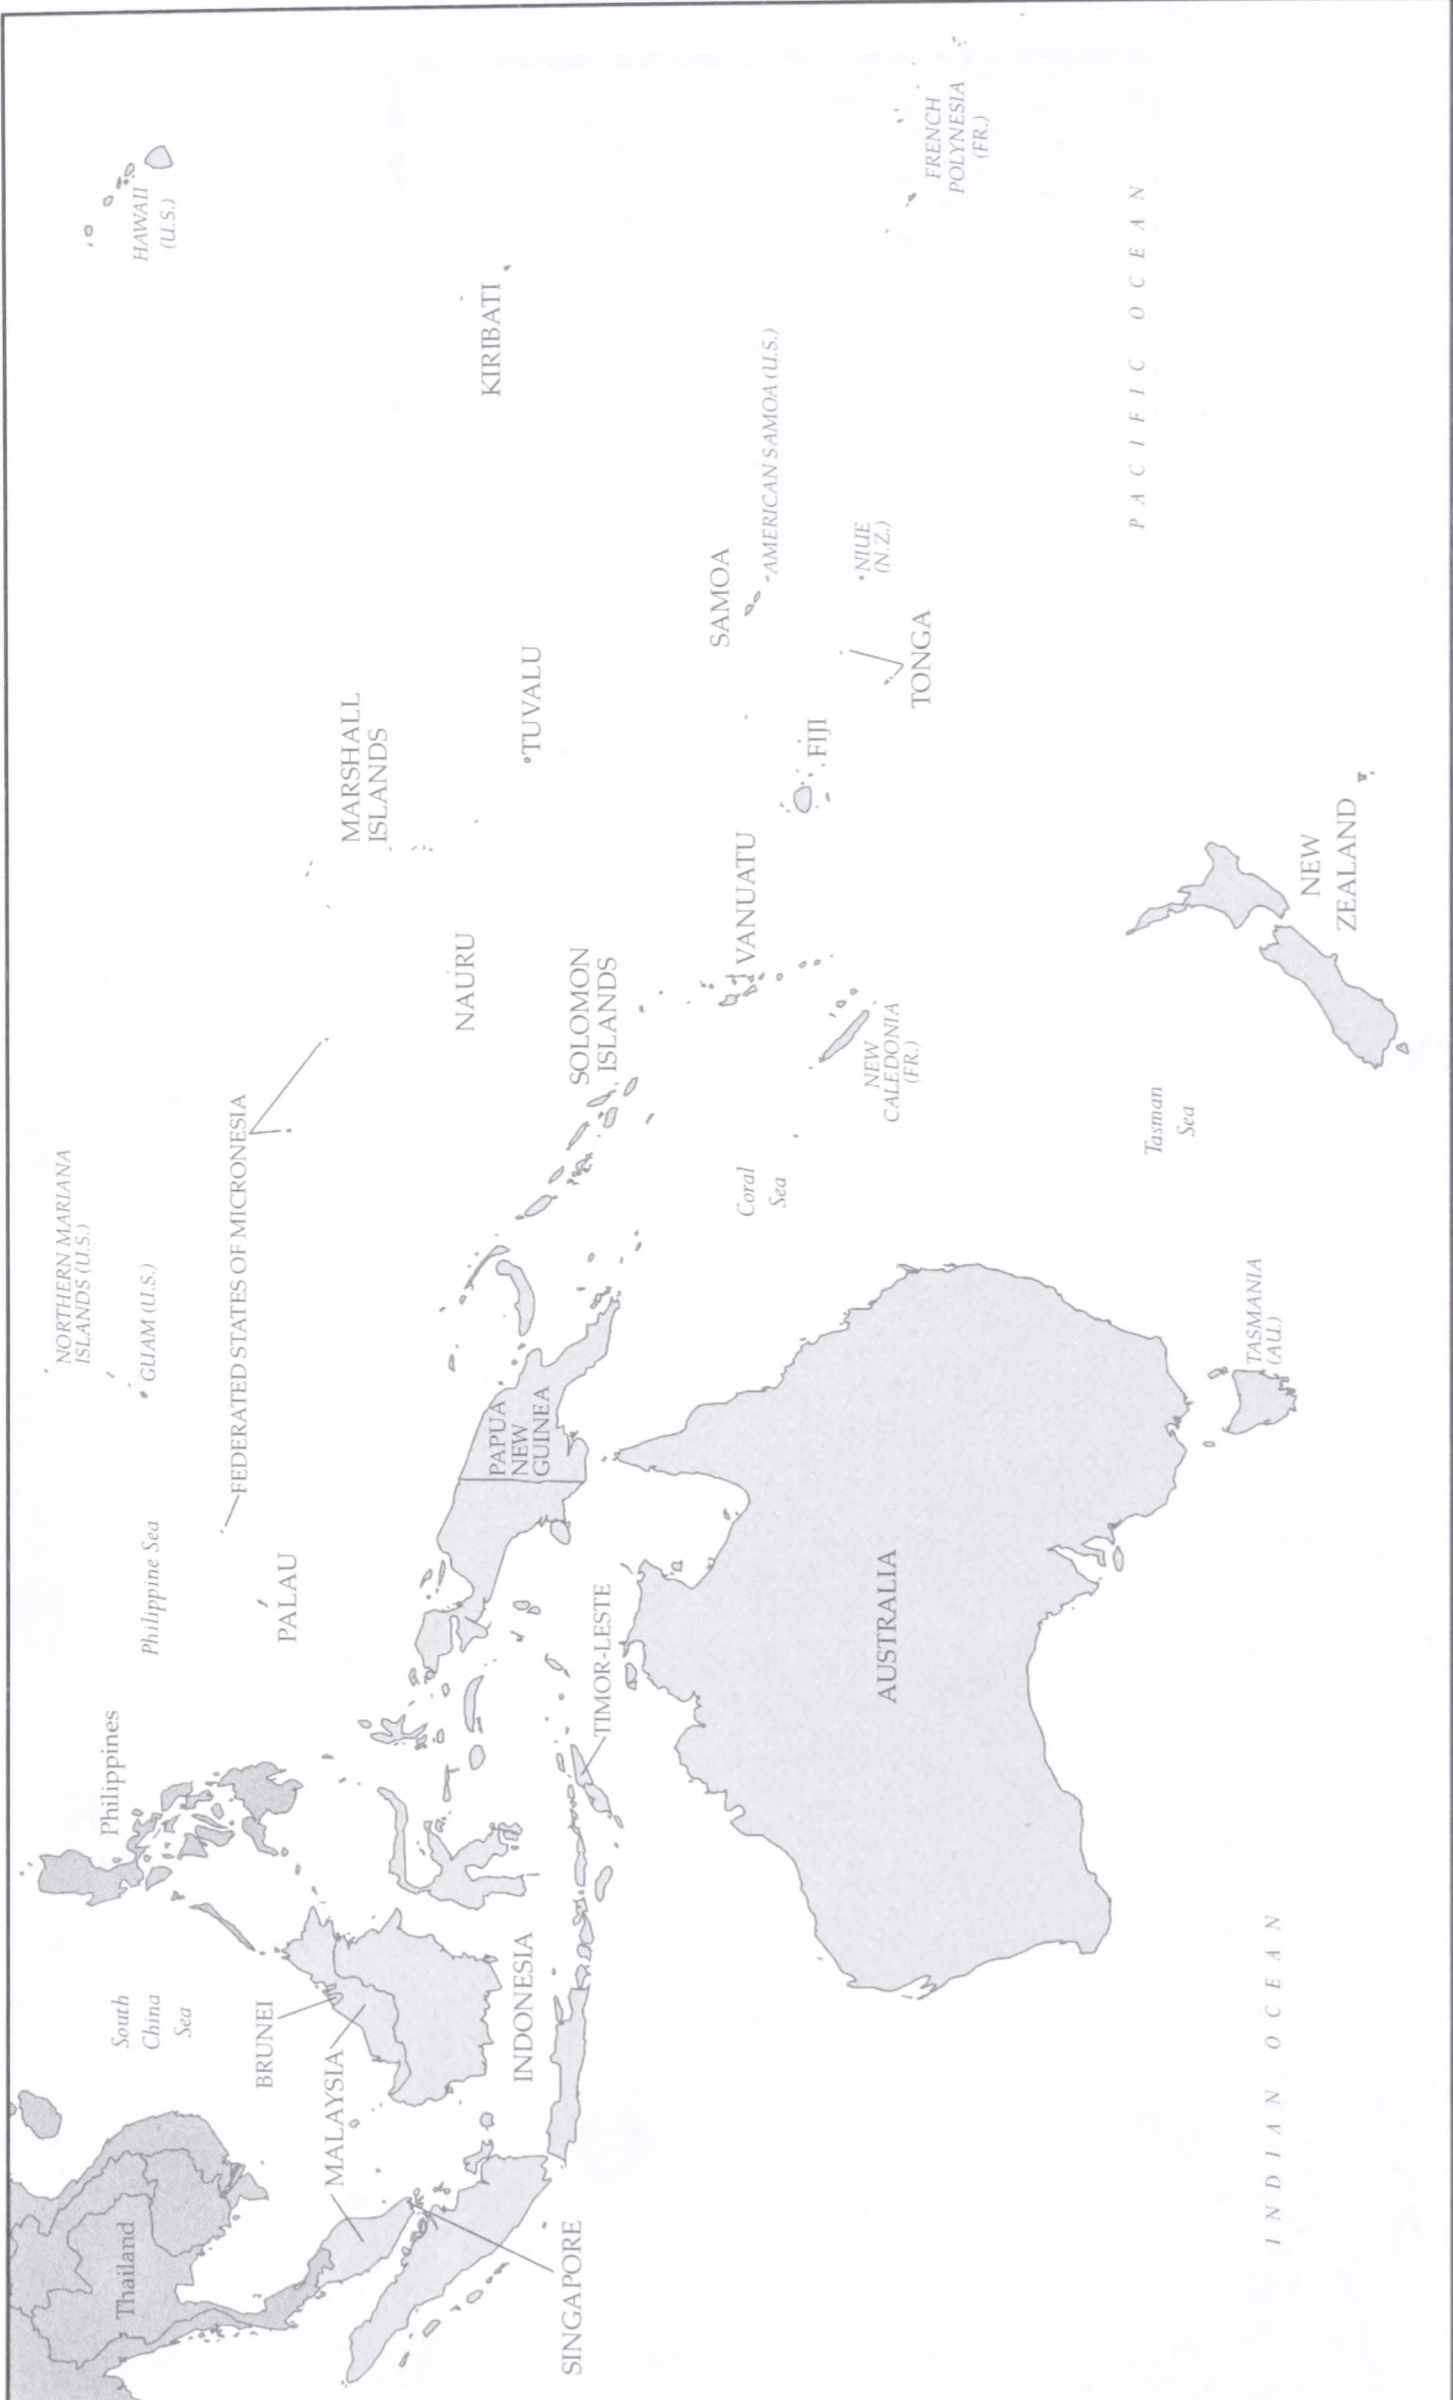 NORTHERN MARIANA
ISLANDS (U.S.)
HAWAII
(U.S.)
Philippines
Thailand
South
China
Sea
Philippine Sea
GUAM (U.S.)
FEDERATED STATES OF MICRONESIA
BRUNEI
PALAU
MALAYSIA
MARSHALL
ISLANDS
NAURU
KIRIBATI
INDONESIA
PAPUA
NEW
GUINEA
TUVALU
SINGAPORE
TIMOR-LESTE
SOLOMON
ISLANDS
SAMOA
AMERICAN SAMOA (U.S.)
Coral
Sea
VANUATU
FIJI
NIUE
(N.Z.)
TONGA
FRENCH
POLYNESIA
(FR.)
AUSTRALIA
NEW
CALEDONIA
(FR.)
PACIFIC OCEAN
Tasman
Sea
TASMANIA
(AU.)
INDIAN OCEAN
NEW
ZEALAND